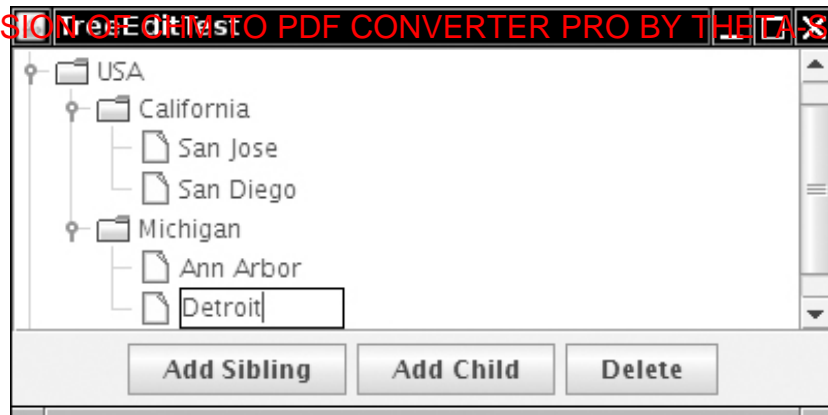 TreeEditTest
SION OF CHM TO PDF CONVERTER PRO BY THETA-S
USA
California
San Jose
San Diego
Michigan
Ann Arbor
Detroit
Add Sibling Add Child Delete